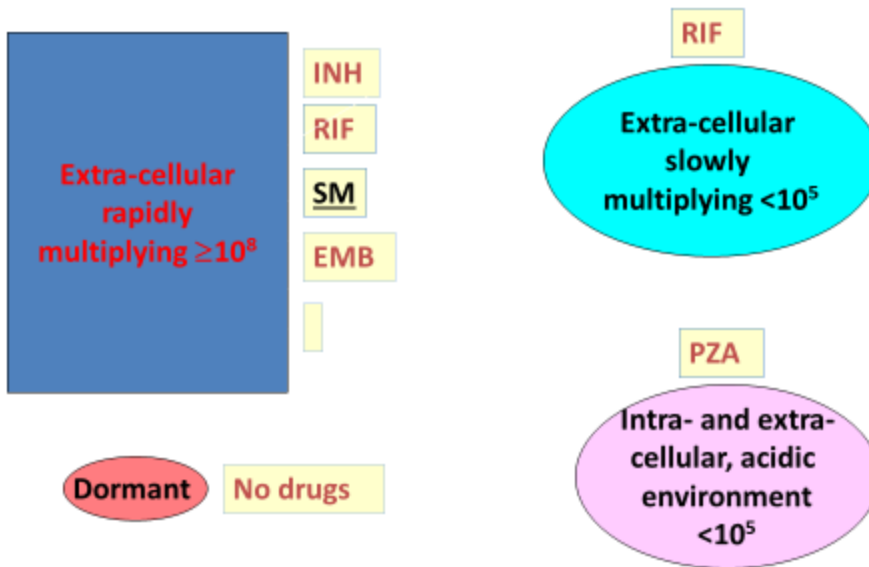 Extra-cellular
rapidly
multiplying ≥10⁸
INH
RIF
SM
EMB
RIF
Extra-cellular
slowly
multiplying <10⁵
PZA
Intra- and extra-
cellular, acidic
environment
<10⁵
Dormant
No drugs